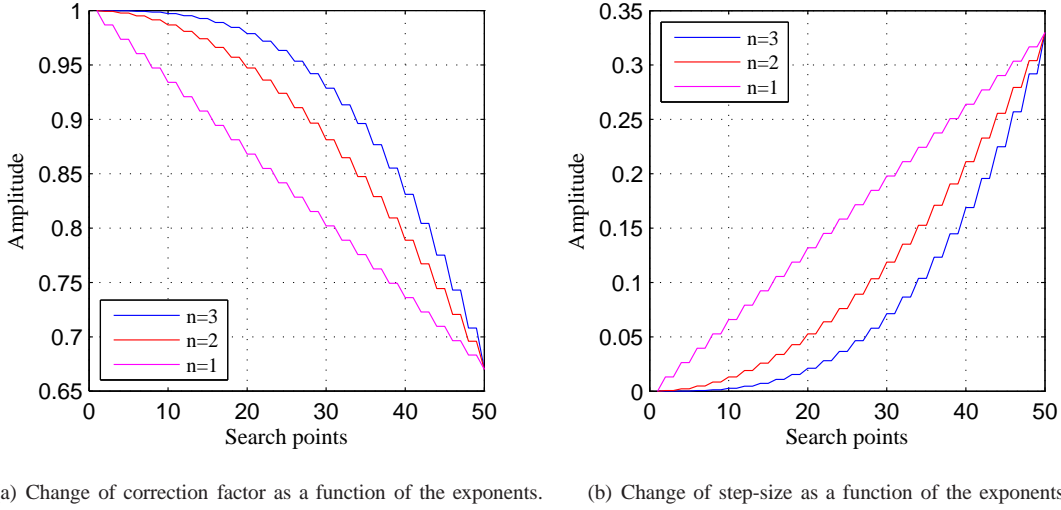 1
0.95
0.9
0.85
0.8
0.75
0.7
0.65
Amplitude
n=3
n=2
n=1
0 10 20 30 40 50
Search points
0.35
0.3
0.25
0.2
0.15
0.1
0.05
0
Amplitude
n=3
n=2
n=1
0 10 20 30 40 50
Search points
a) Change of correction factor as a function of the exponents.
(b) Change of step-size as a function of the exponents